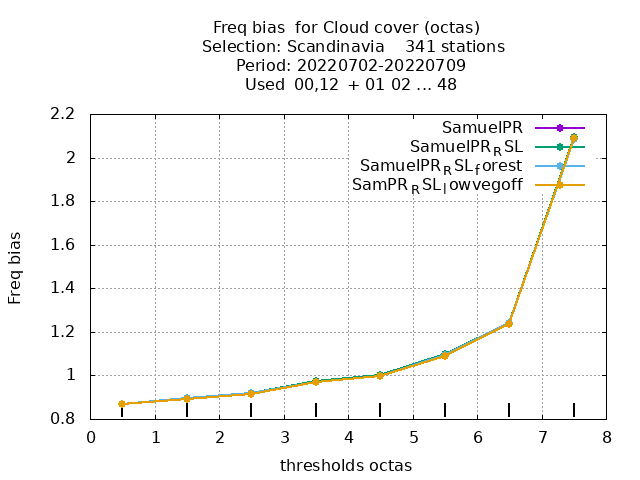 Freq bias  for Cloud cover (octas)
Selection: Scandinavia    341 stations
Period: 20220702-20220709
Used  00,12  + 01 02 ... 48
SamuelPR
SamuelPR_RSL
SamuelPR_RSL_forest
SamPR_RSL_lowvegoff
Freq bias
2.2
2
1.8
1.6
1.4
1.2
1
0.8
0 1 2 3 4 5 6 7 8
thresholds octas